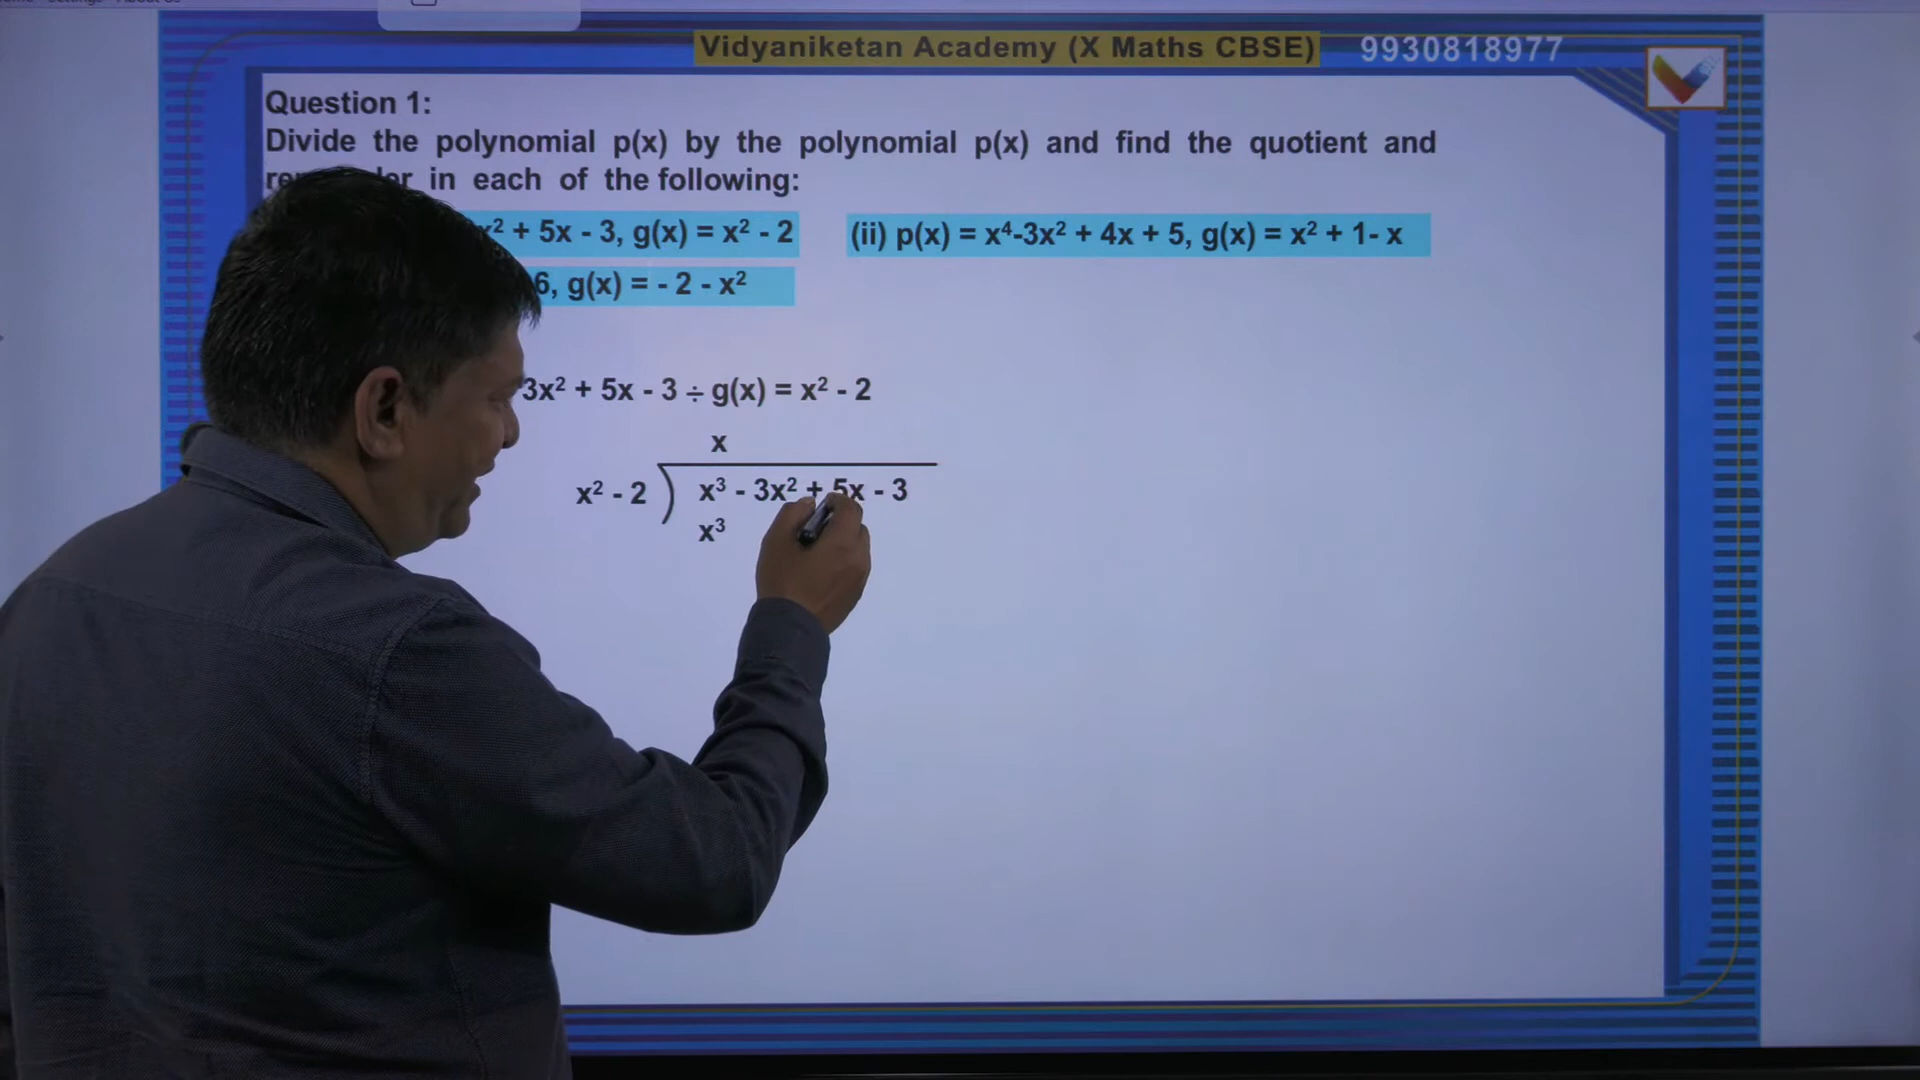 Vidyaniketan Academy (X Maths CBSE) 9930818977
Question 1:
Divide the polynomial p(x) by the polynomial p(x) and find the quotient and
in each of the following:
x² + 5x - 3, g(x) = x² - 2 (ii) p(x) = x⁴-3x² + 4x + 5, g(x) = x² + 1- x
6, g(x) = - 2 - x²
3x² + 5x - 3 ÷ g(x) = x² - 2
x
x² - 2 ) x³ - 3x² + 5x - 3
x³